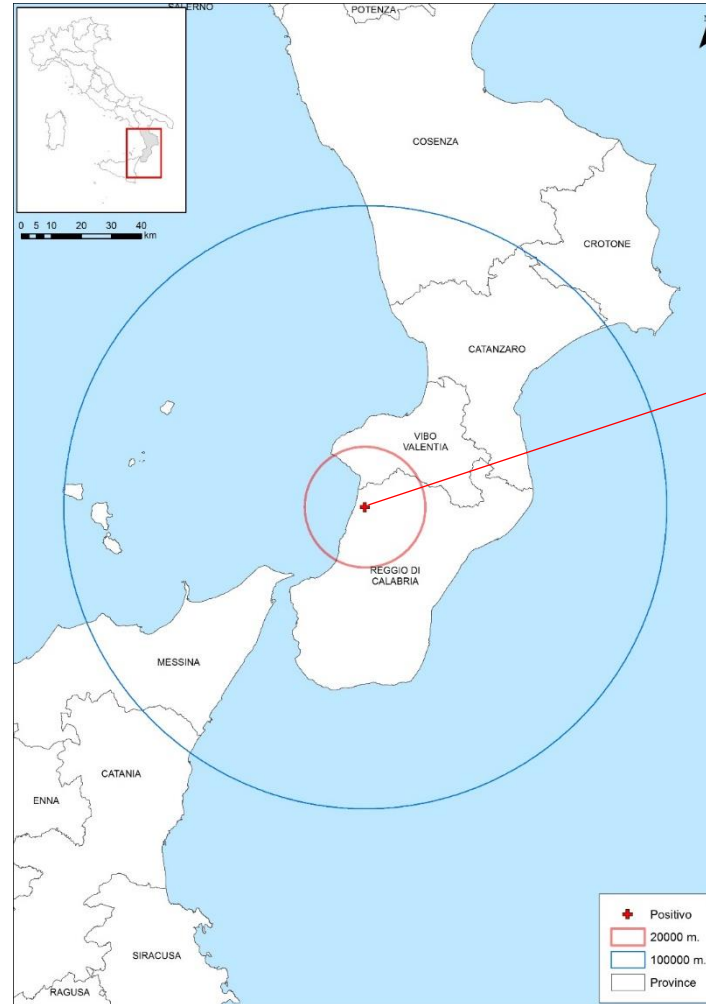 SALERNO
POTENZA
COSENZA
0 5 10 20 30 40
km
CROTONE
CATANZARO
VIBO
VALENTIA
REGGIO DI
CALABRIA
MESSINA
CATANIA
ENNA
SIRACUSA
RAGUSA
Positivo
20000 m.
100000 m.
Province